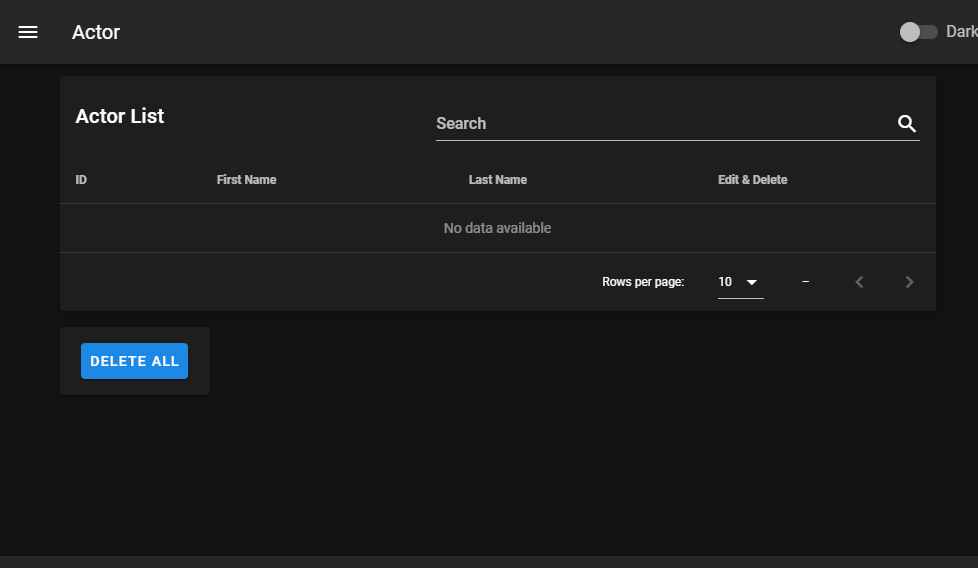 Actor
Dark
Actor List
Search
ID First Name Last Name Edit & Delete
No data available
Rows per page: 10 –
DELETE ALL